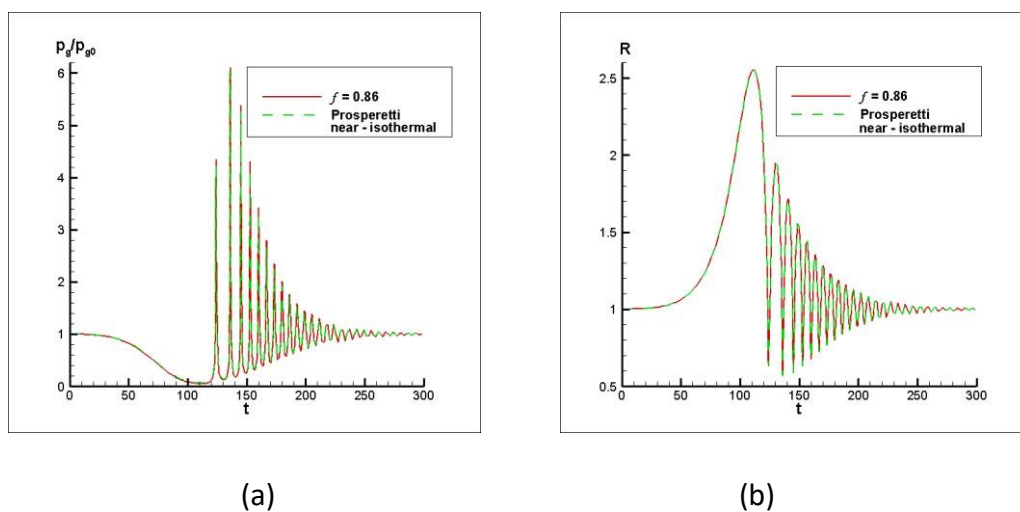 p_g/p_g0
6
5
4
3
2
1
0
0 50 100 150 200 250 300
t
f = 0.86
Prosperetti
near - isothermal
R
2.5
2
1.5
1
0.5
0 50 100 150 200 250 300
t
f = 0.86
Prosperetti
near - isothermal
(a) (b)